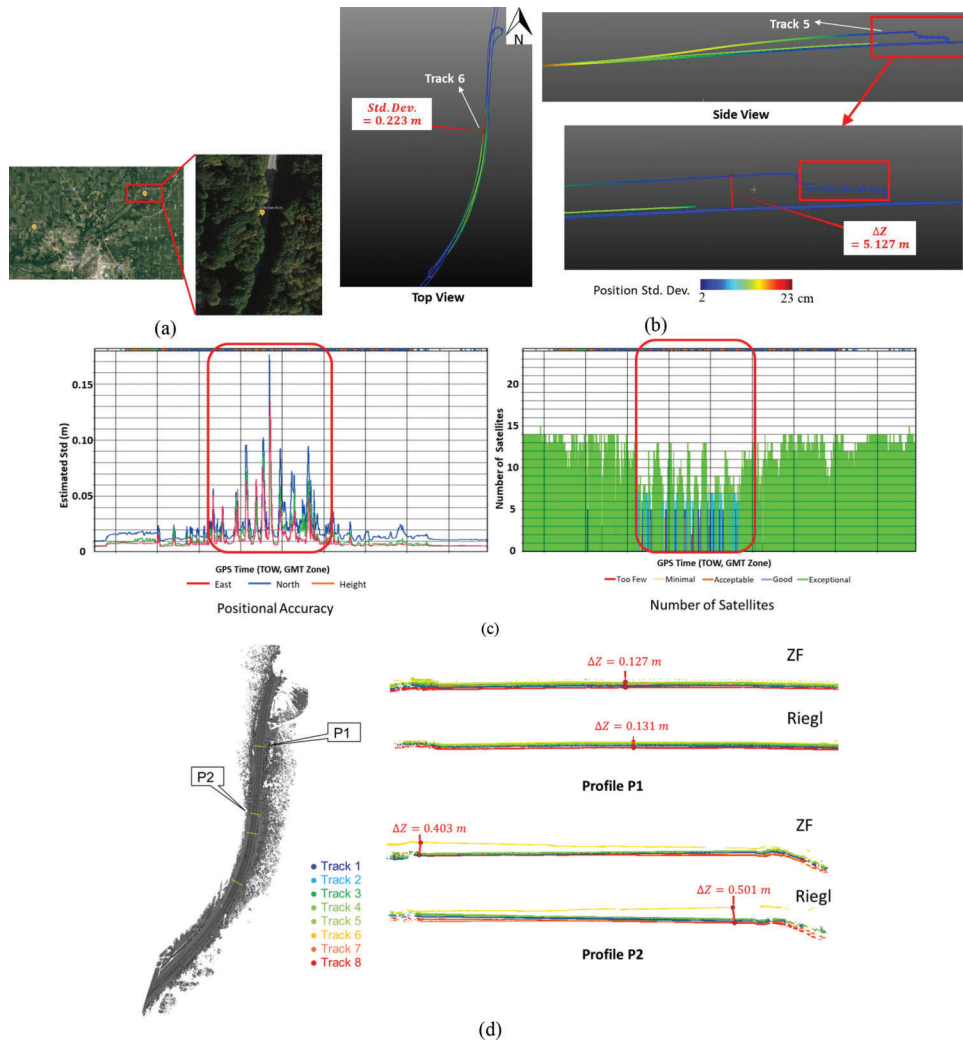 N
Track 6
Std. Dev.
= 0.223 m
Top View
Track 5
Side View
ΔZ
= 5.127 m
Position Std. Dev.
2
23 cm
(a)
(b)
Estimated Std (m)
0.15
0.10
0.05
0
GPS Time (TOW, GMT Zone)
East
North
Height
Positional Accuracy
Number of Satellites
20
15
10
5
0
GPS Time (TOW, GMT Zone)
Too Few
Minimal
Acceptable
Good
Exceptional
Number of Satellites
(c)
P1
P2
Track 1
Track 2
Track 3
Track 4
Track 5
Track 6
Track 7
Track 8
ΔZ = 0.127 m
ZF
ΔZ = 0.131 m
Riegl
Profile P1
ΔZ = 0.403 m
ZF
ΔZ = 0.501 m
Riegl
Profile P2
(d)